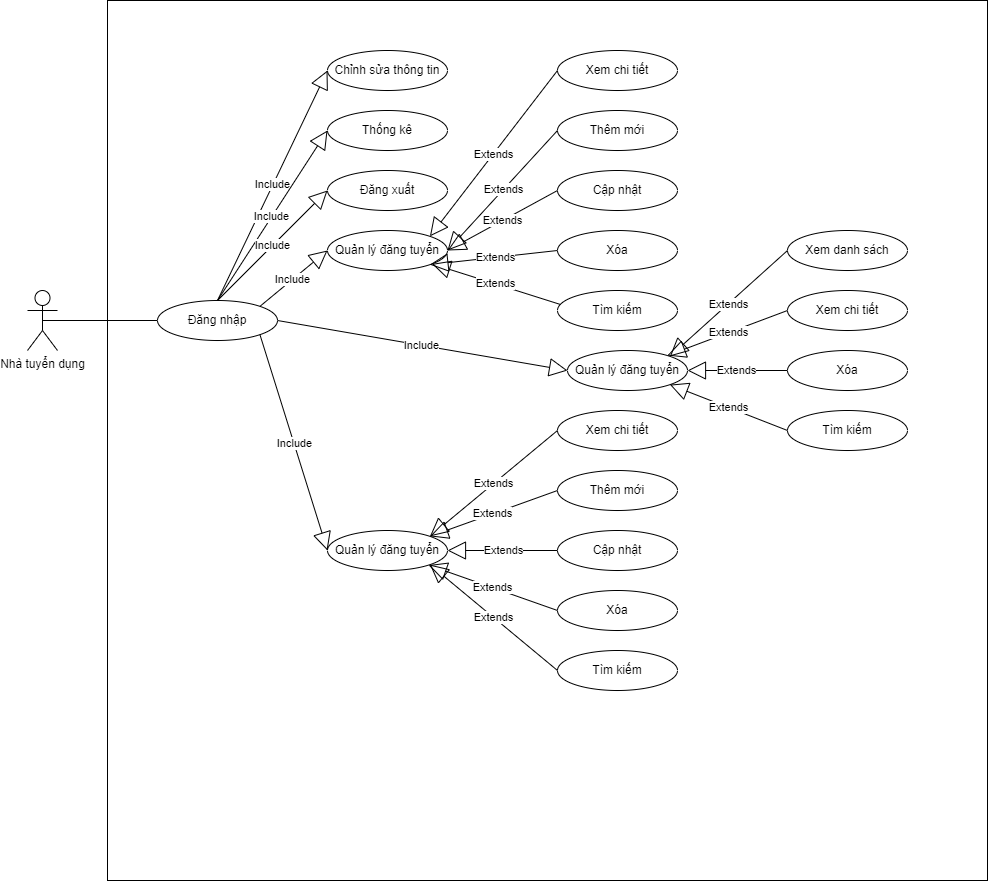 Chỉnh sửa thông tin
Xem chi tiết
Thống kê
Thêm mới
Extends
Include
Đăng xuất
Extends
Cập nhật
Include
Extends
Include
Quản lý đăng tuyển
Extends
Xóa
Xem danh sách
Include
Extends
Tìm kiếm
Extends
Xem chi tiết
Đăng nhập
Extends
Include
Nhà tuyển dụng
Quản lý đăng tuyển
Extends
Xóa
Extends
Xem chi tiết
Tìm kiếm
Include
Extends
Thêm mới
Extends
Quản lý đăng tuyển
Extends
Cập nhật
Extends
Xóa
Extends
Tìm kiếm